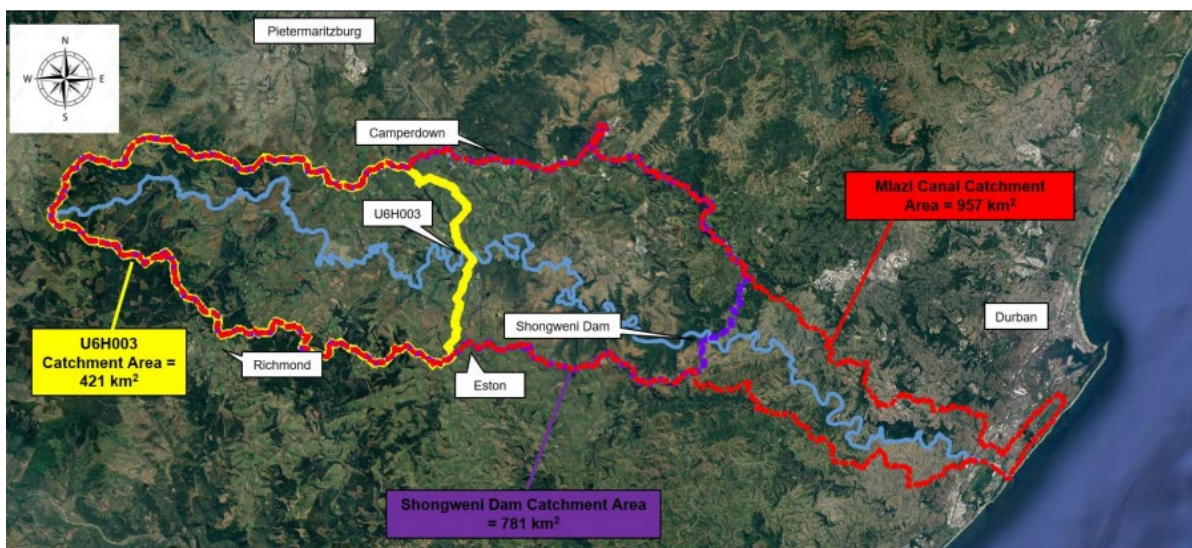 Pietermaritzburg
N
W E
S
Camperdown
Mlazi Canal Catchment
Area = 957 km²
U6H003
Durban
Shongweni Dam
U6H003
Catchment Area =
421 km²
Richmond
Eston
Shongweni Dam Catchment Area
= 781 km²